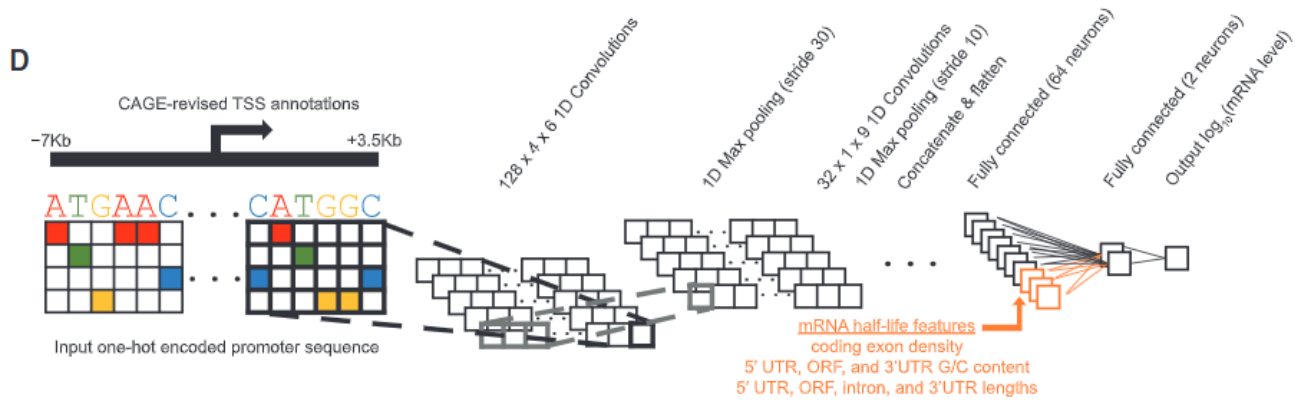 D
CAGE-revised TSS annotations
−7Kb
+3.5Kb
ATGAAC . . . CATGGC
Input one-hot encoded promoter sequence
128 x 4 x 6 1D Convolutions
1D Max pooling (stride 30)
32 x 1 x 9 1D Convolutions
1D Max pooling (stride 10)
Concatenate & flatten
Fully connected (64 neurons)
Fully connected (2 neurons)
Output log₁₀(mRNA level)
mRNA half-life features
coding exon density
5′ UTR, ORF, and 3′UTR G/C content
5′ UTR, ORF, intron, and 3′UTR lengths